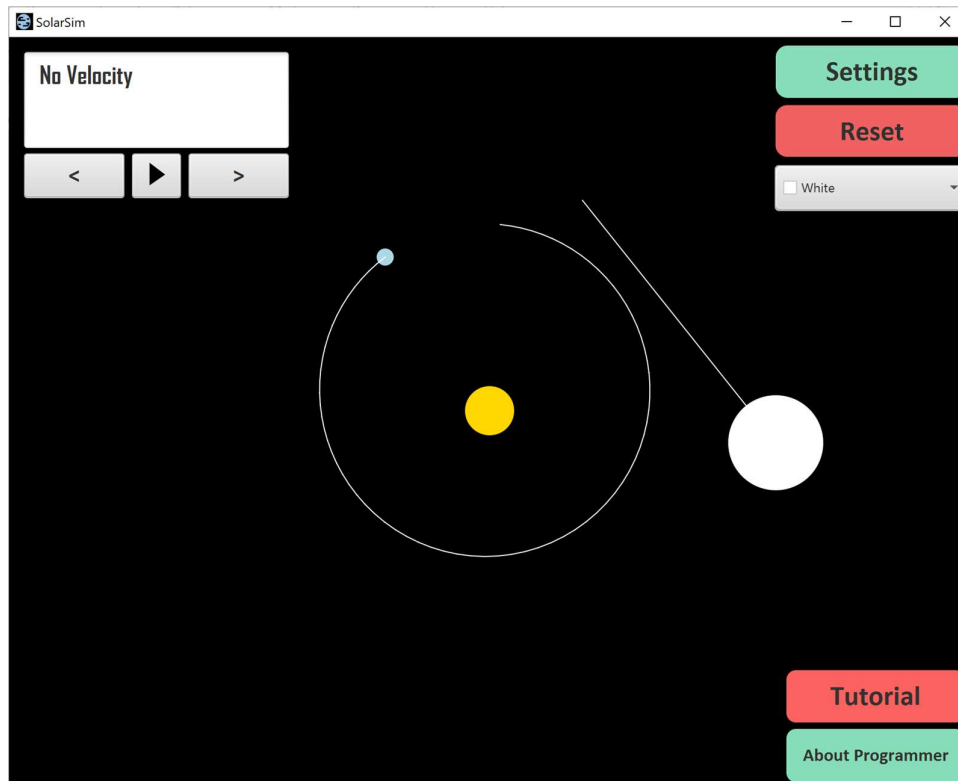 SolarSim
No Velocity
<
>
Settings
Reset
White
Tutorial
About Programmer